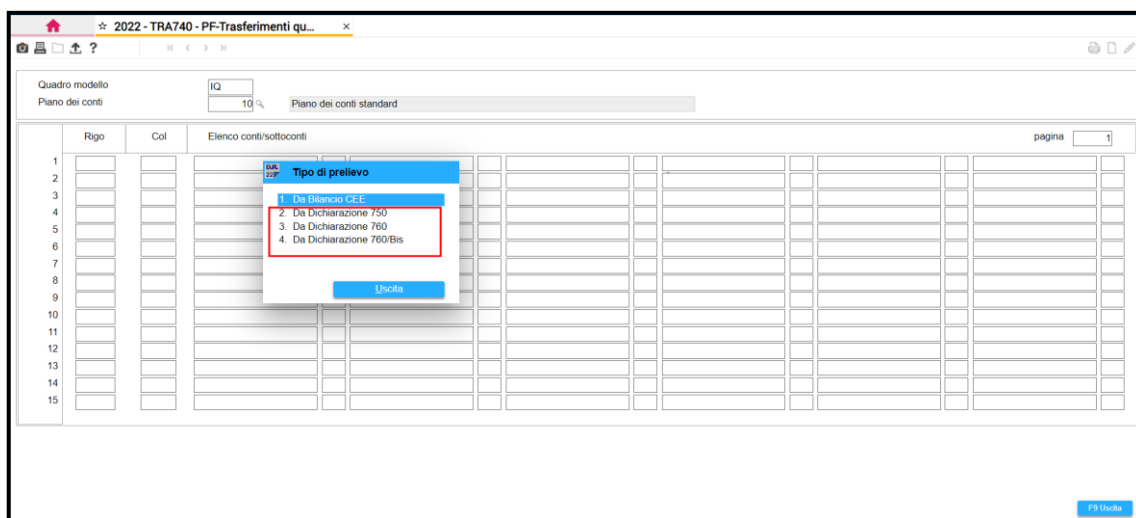 ☆ 2022 - TRA740 - PF-Trasferimenti qu... ×
?
Quadro modello IQ
Piano dei conti 10 Piano dei conti standard
Rigo Col Elenco conti/sottoconti pagina 1
1
2
3
4
5
6
7
8
9
10
11
12
13
14
15
Tipo di prelievo
1. Da Bilancio CEE
2. Da Dichiarazione 750
3. Da Dichiarazione 760
4. Da Dichiarazione 760/Bis
Uscita
F9 Uscita